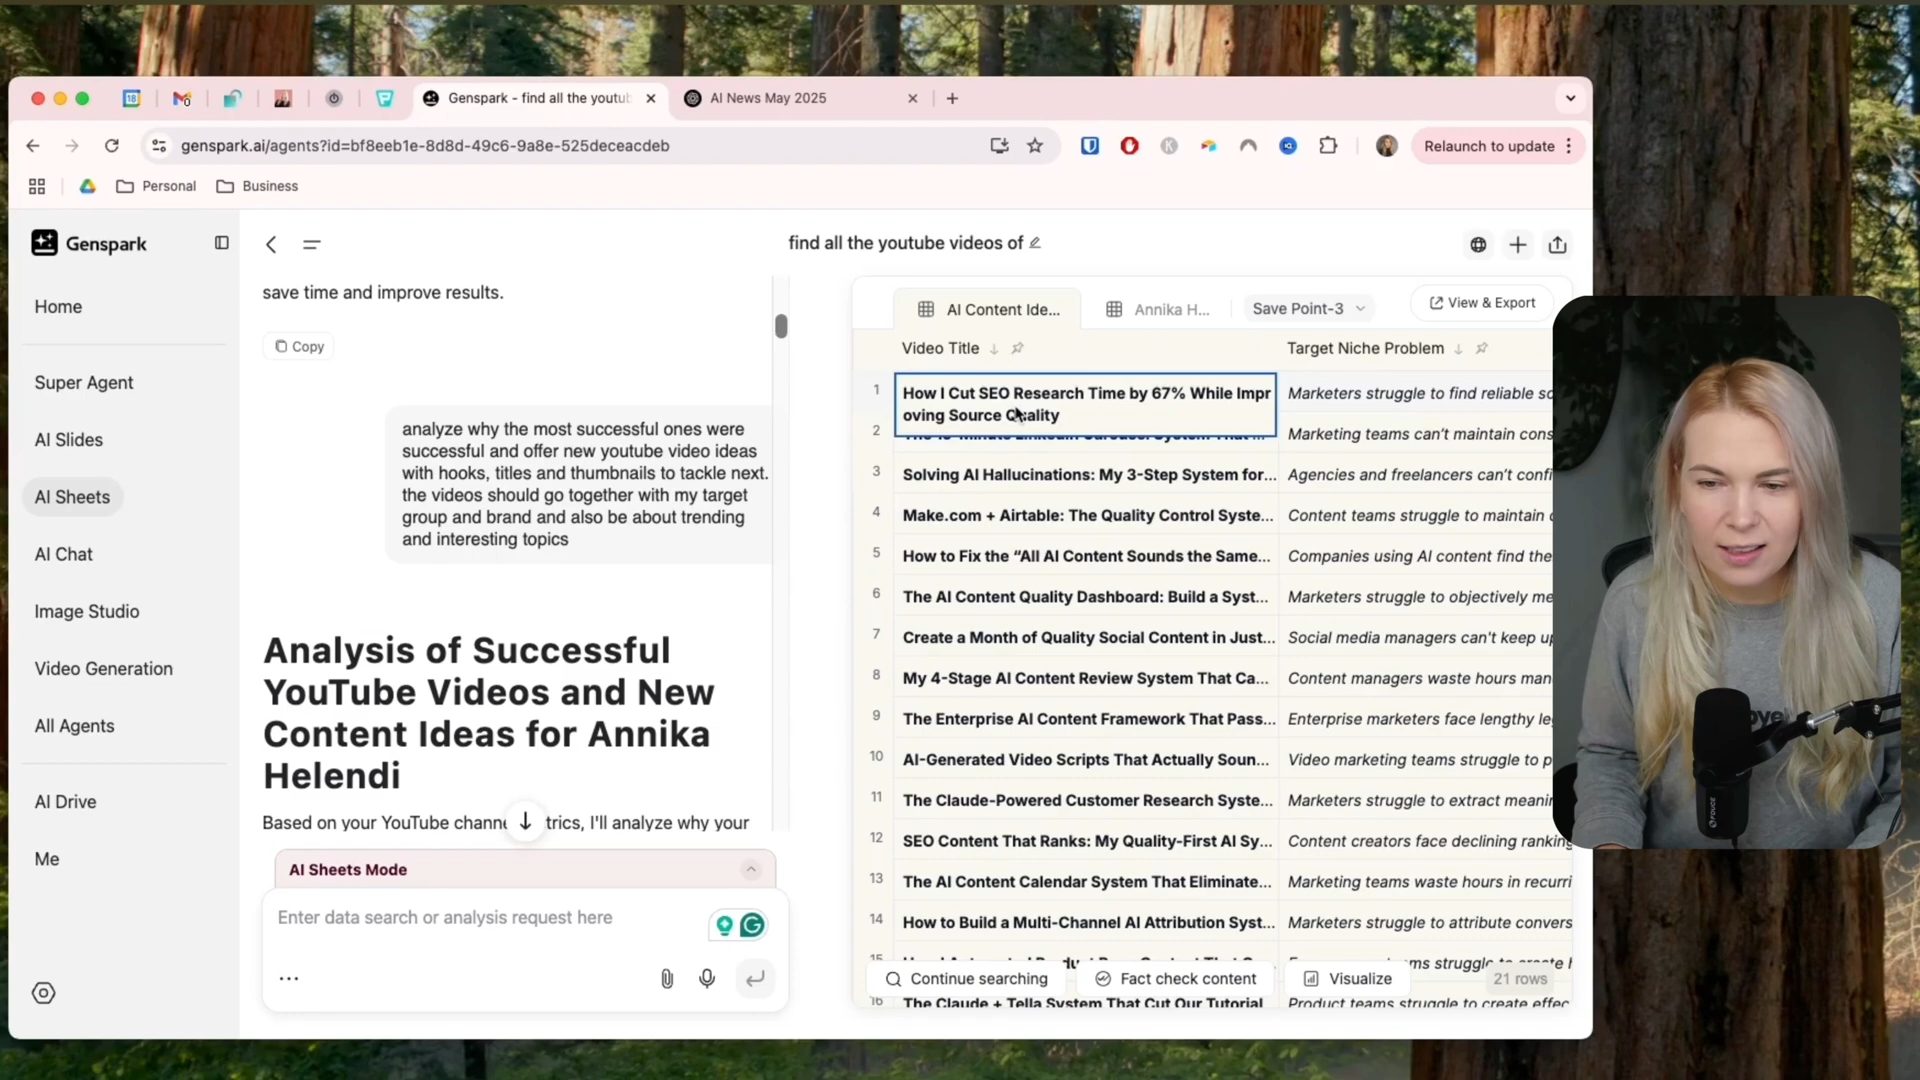 18
0
Genspark - find all the youtub
AI News May 2025
genspark.ai/agents?id=bf8eeb1e-8d8d-49c6-9a8e-525deceacdeb
K
Relaunch to update
Personal
Business
Genspark
Home
Super Agent
AI Slides
AI Sheets
AI Chat
Image Studio
Video Generation
All Agents
AI Drive
Me
find all the youtube videos of
save time and improve results.
Copy
analyze why the most successful ones were
successful and offer new youtube video ideas
with hooks, titles and thumbnails to tackle next.
the videos should go together with my target
group and brand and also be about trending
and interesting topics
Analysis of Successful
YouTube Videos and New
Content Ideas for Annika
Helendi
Based on your YouTube chann trics, I'll analyze why your
AI Sheets Mode
Enter data search or analysis request here
AI Content Ide...
Annika H...
Save Point-3
View & Export
Video Title
Target Niche Problem
1 How I Cut SEO Research Time by 67% While Impr
oving Source Quality
Marketers struggle to find reliable so
2 Marketing teams can't maintain cons
3 Solving AI Hallucinations: My 3-Step System for... Agencies and freelancers can't confi
4 Make.com + Airtable: The Quality Control Syste... Content teams struggle to maintain
5 How to Fix the “All AI Content Sounds the Same... Companies using AI content find the
6 The AI Content Quality Dashboard: Build a Syst... Marketers struggle to objectively me
7 Create a Month of Quality Social Content in Just... Social media managers can't keep up
8 My 4-Stage AI Content Review System That Ca... Content managers waste hours man
9 The Enterprise AI Content Framework That Pass... Enterprise marketers face lengthy le
10 AI-Generated Video Scripts That Actually Soun... Video marketing teams struggle to p
11 The Claude-Powered Customer Research Syste... Marketers struggle to extract meanin
12 SEO Content That Ranks: My Quality-First AI Sy... Content creators face declining ranking
13 The AI Content Calendar System That Eliminate... Marketing teams waste hours in recurri
14 How to Build a Multi-Channel AI Attribution Syst... Marketers struggle to attribute convers
15
Continue searching
Fact check content
Visualize
21 rows
16 The Claude + Tella System That Cut Our Tutorial Product teams struggle to create effec